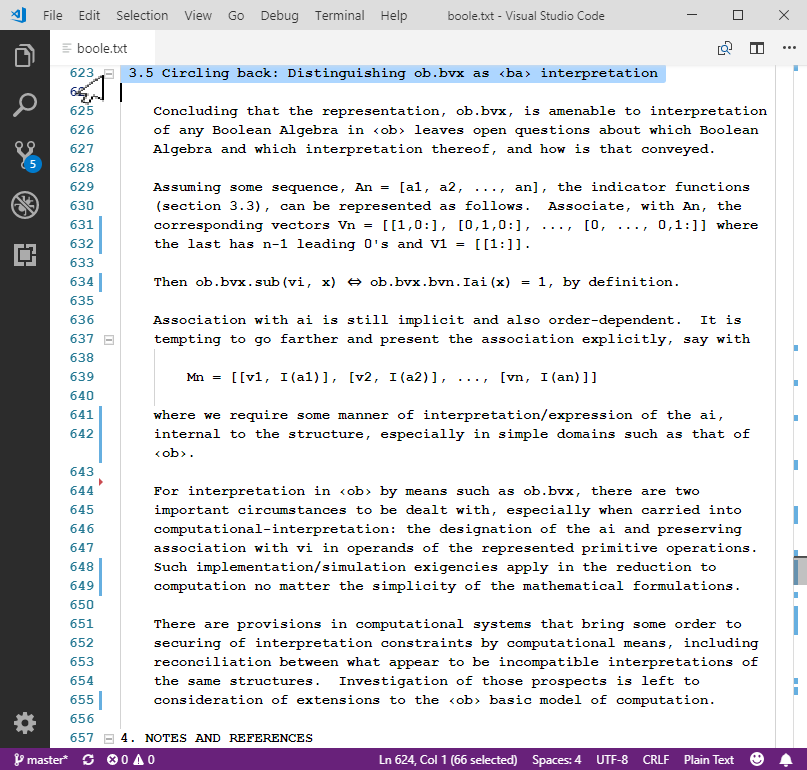 File Edit Selection View Go Debug Terminal Help boole.txt - Visual Studio Code
boole.txt
5
623 3.5 Circling back: Distinguishing ob.bvx as ‹ba› interpretation
625 Concluding that the representation, ob.bvx, is amenable to interpretation
626 of any Boolean Algebra in ‹ob› leaves open questions about which Boolean
627 Algebra and which interpretation thereof, and how is that conveyed.
628
629 Assuming some sequence, An = [a1, a2, ..., an], the indicator functions
630 (section 3.3), can be represented as follows.  Associate, with An, the
631 corresponding vectors Vn = [[1,0:], [0,1,0:], ..., [0, ..., 0,1:]] where
632 the last has n-1 leading 0's and V1 = [[1:]].
633
634 Then ob.bvx.sub(vi, x) ⇔ ob.bvx.bvn.Iai(x) = 1, by definition.
635
636 Association with ai is still implicit and also order-dependent.  It is
637 tempting to go farther and present the association explicitly, say with
638
639 Mn = [[v1, I(a1)], [v2, I(a2)], ..., [vn, I(an)]]
640
641 where we require some manner of interpretation/expression of the ai,
642 internal to the structure, especially in simple domains such as that of
‹ob›.
643
644 For interpretation in ‹ob› by means such as ob.bvx, there are two
645 important circumstances to be dealt with, especially when carried into
646 computational-interpretation: the designation of the ai and preserving
647 association with vi in operands of the represented primitive operations.
648 Such implementation/simulation exigencies apply in the reduction to
649 computation no matter the simplicity of the mathematical formulations.
650
651 There are provisions in computational systems that bring some order to
652 securing of interpretation constraints by computational means, including
653 reconciliation between what appear to be incompatible interpretations of
654 the same structures.  Investigation of those prospects is left to
655 consideration of extensions to the ‹ob› basic model of computation.
656
657 4. NOTES AND REFERENCES
master* 0 0 Ln 624, Col 1 (66 selected) Spaces: 4 UTF-8 CRLF Plain Text